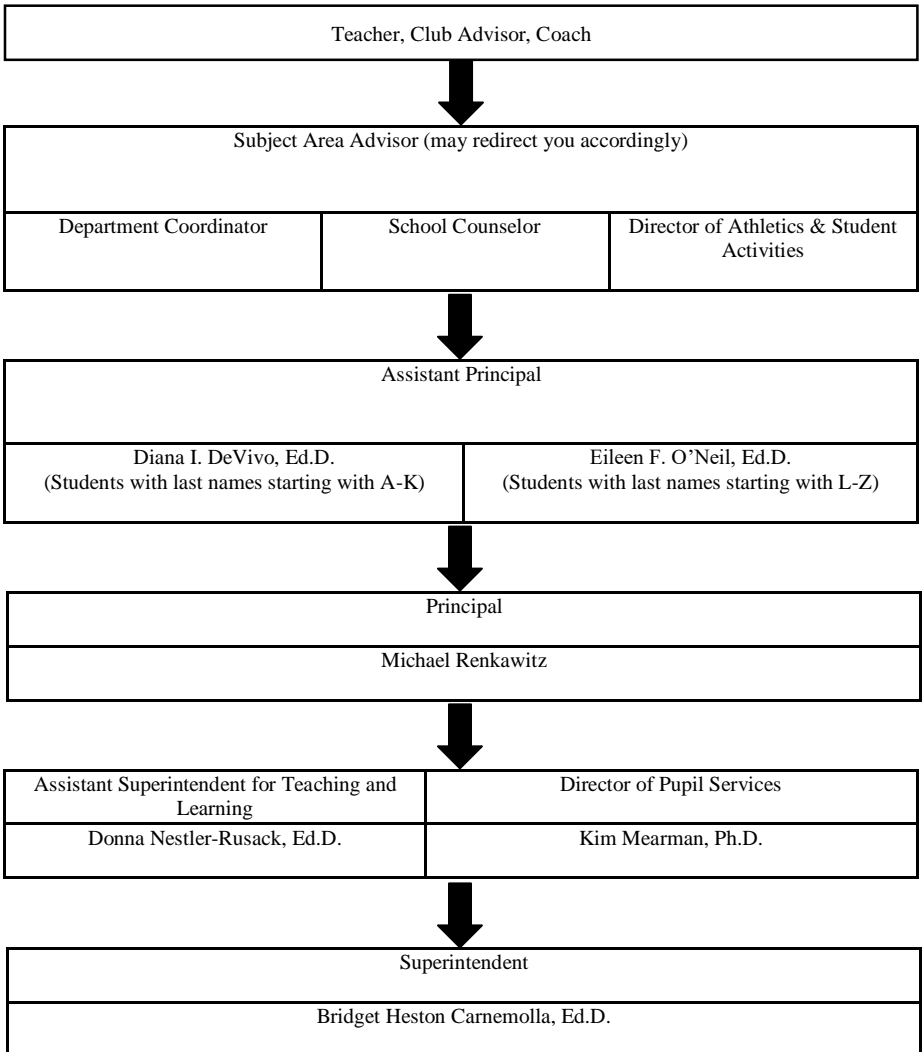 Teacher, Club Advisor, Coach
Subject Area Advisor (may redirect you accordingly)
Department Coordinator
School Counselor
Director of Athletics & Student
Activities
Assistant Principal
Diana I. DeVivo, Ed.D.
(Students with last names starting with A-K)
Eileen F. O’Neil, Ed.D.
(Students with last names starting with L-Z)
Principal
Michael Renkawitz
Assistant Superintendent for Teaching and
Learning
Director of Pupil Services
Donna Nestler-Rusack, Ed.D.
Kim Mearman, Ph.D.
Superintendent
Bridget Heston Carnemolla, Ed.D.